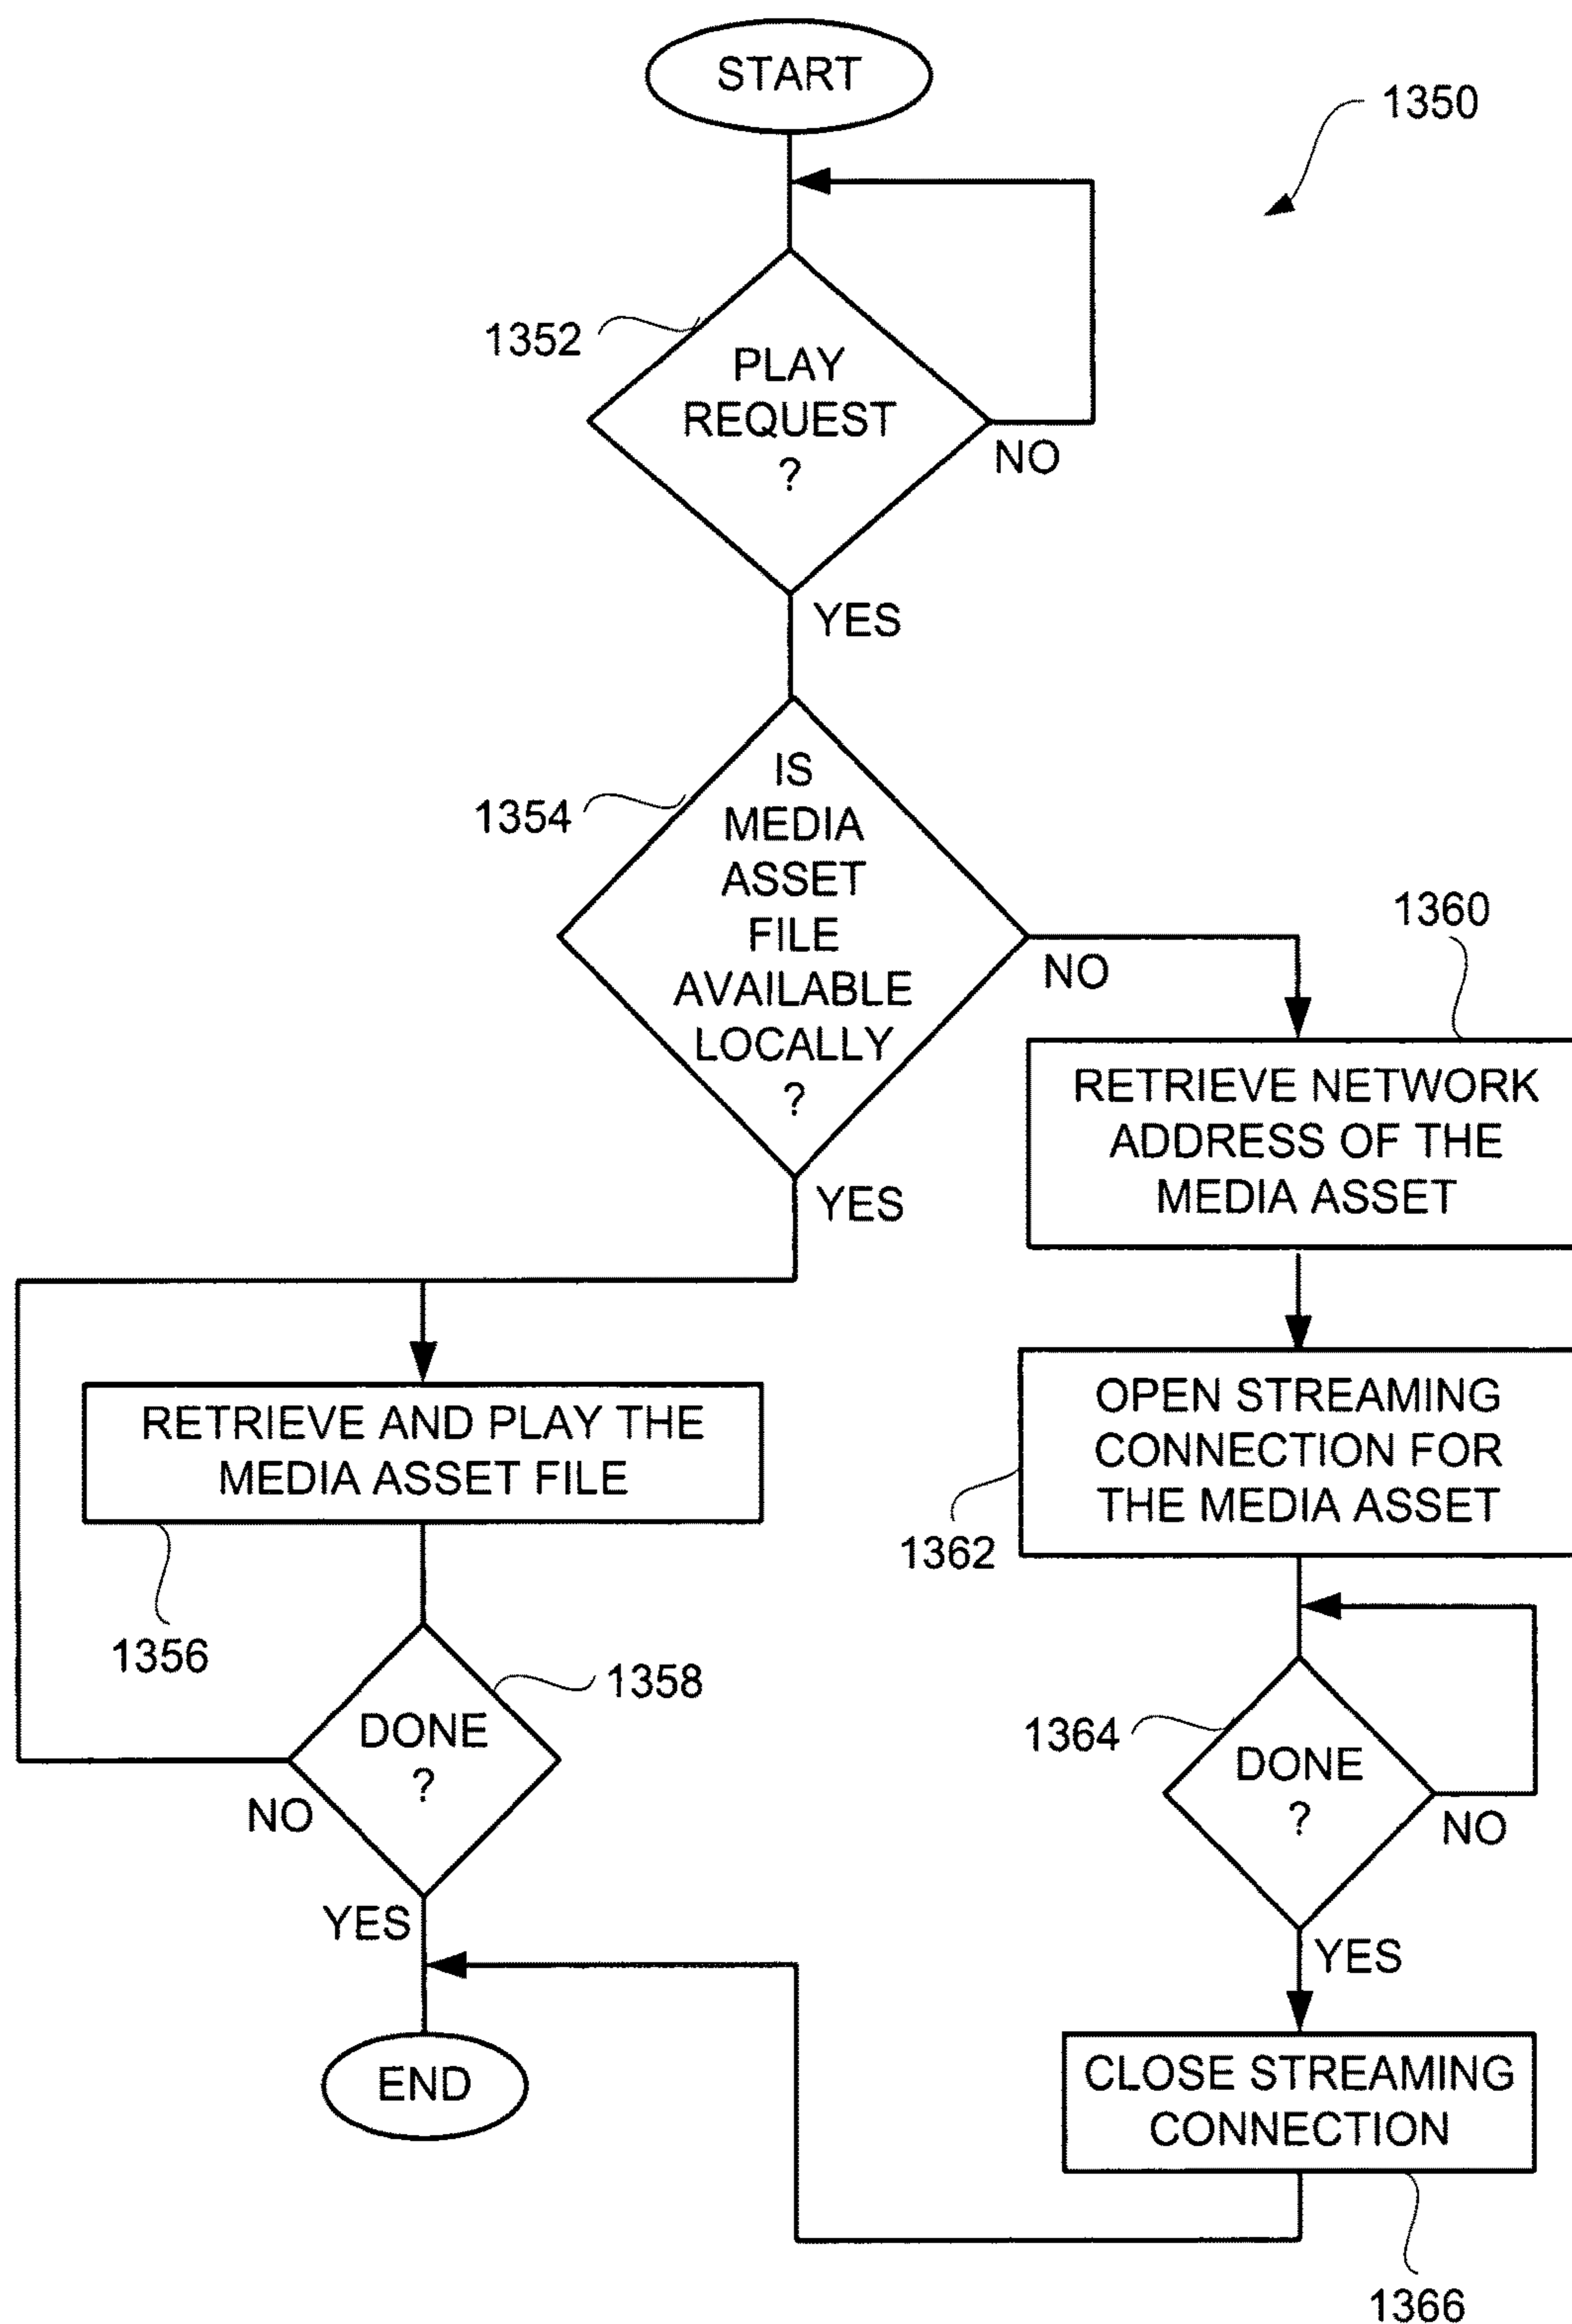 START
1350
1352
PLAY
REQUEST
?
NO
YES
1354
IS
MEDIA
ASSET
FILE
AVAILABLE
LOCALLY
?
NO
YES
1360
RETRIEVE NETWORK
ADDRESS OF THE
MEDIA ASSET
RETRIEVE AND PLAY THE
MEDIA ASSET FILE
1356
OPEN STREAMING
CONNECTION FOR
THE MEDIA ASSET
1362
1358
DONE
?
NO
YES
1364
DONE
?
NO
YES
END
CLOSE STREAMING
CONNECTION
1366